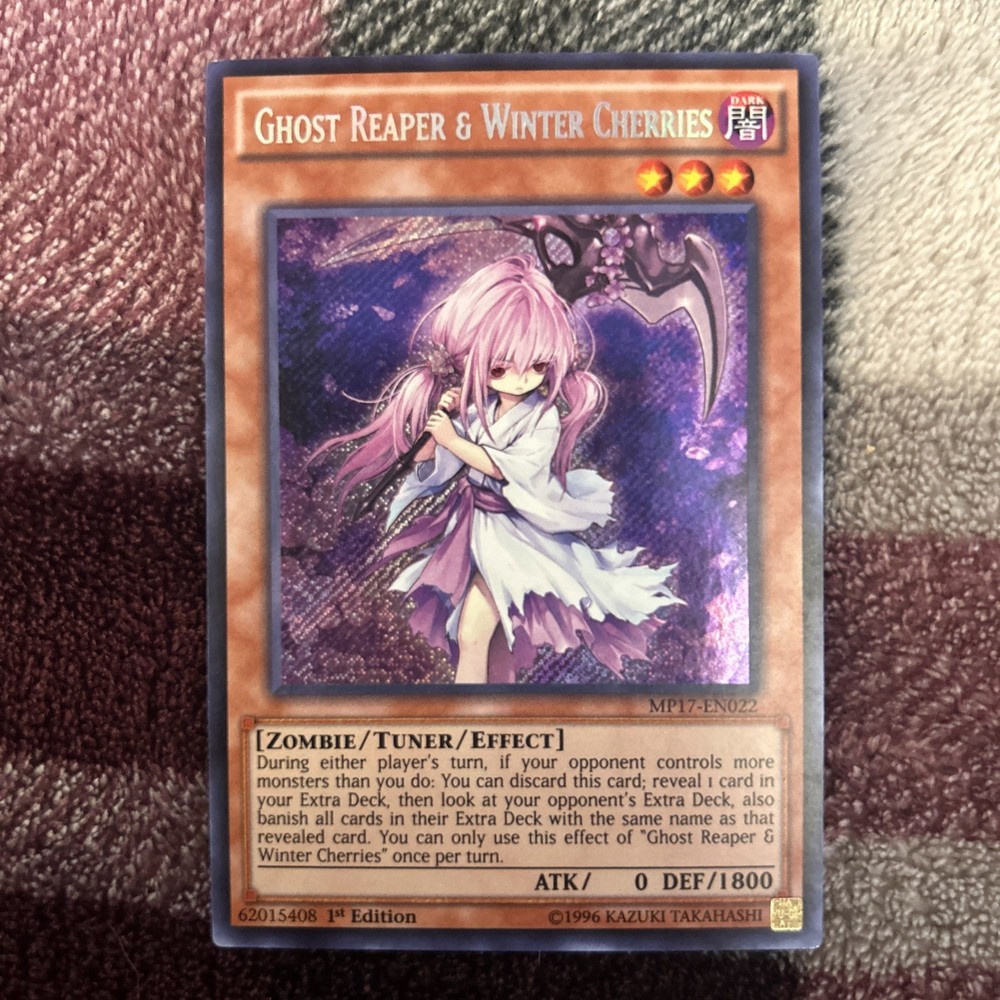 GHOST REAPER & WINTER CHERRIES
DARK
闇
MP17-EN022
[ZOMBIE/TUNER/EFFECT]
During either player's turn, if your opponent controls more
monsters than you do: You can discard this card; reveal 1 card in
your Extra Deck, then look at your opponent's Extra Deck, also
banish all cards in their Extra Deck with the same name as that
revealed card. You can only use this effect of "Ghost Reaper &
Winter Cherries" once per turn.
ATK/ 0 DEF/1800
62015408 1st Edition ©1996 KAZUKI TAKAHASHI